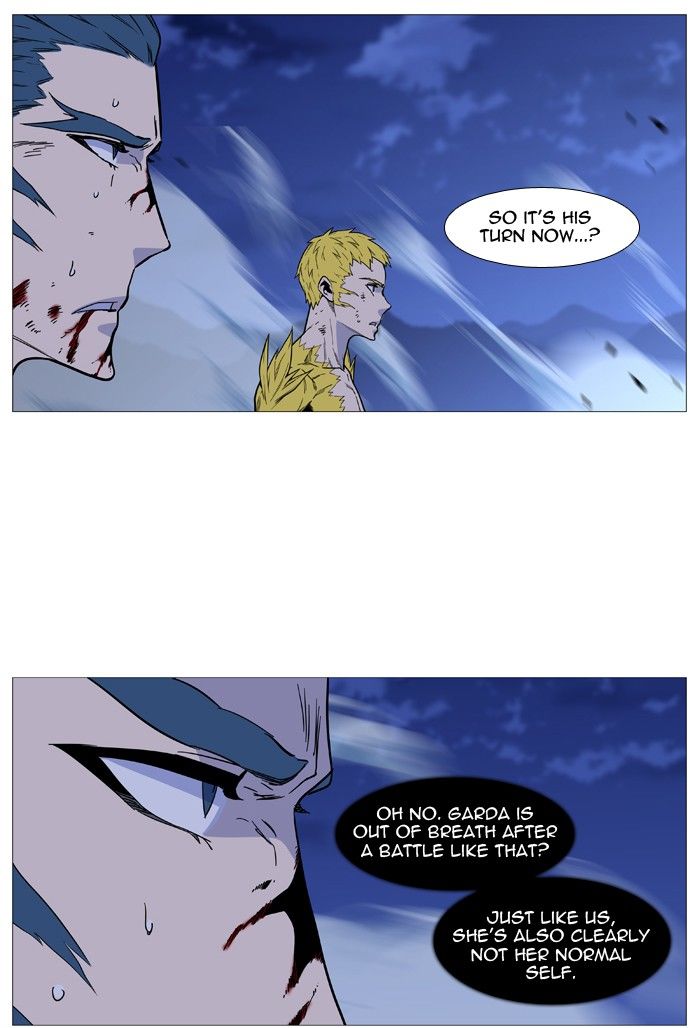 SO IT'S HIS
TURN NOW...?
OH NO. GARDA IS
OUT OF BREATH AFTER
A BATTLE LIKE THAT?
JUST LIKE US,
SHE'S ALSO CLEARLY
NOT HER NORMAL
SELF.